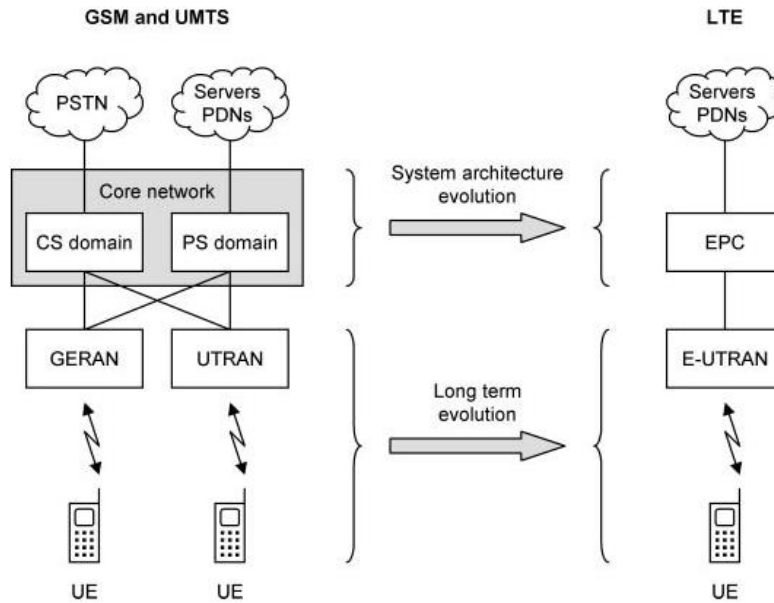 GSM and UMTS
LTE
PSTN
Servers
PDNs
Servers
PDNs
Core network
System architecture
evolution
CS domain
PS domain
EPC
GERAN
UTRAN
E-UTRAN
Long term
evolution
UE
UE
UE